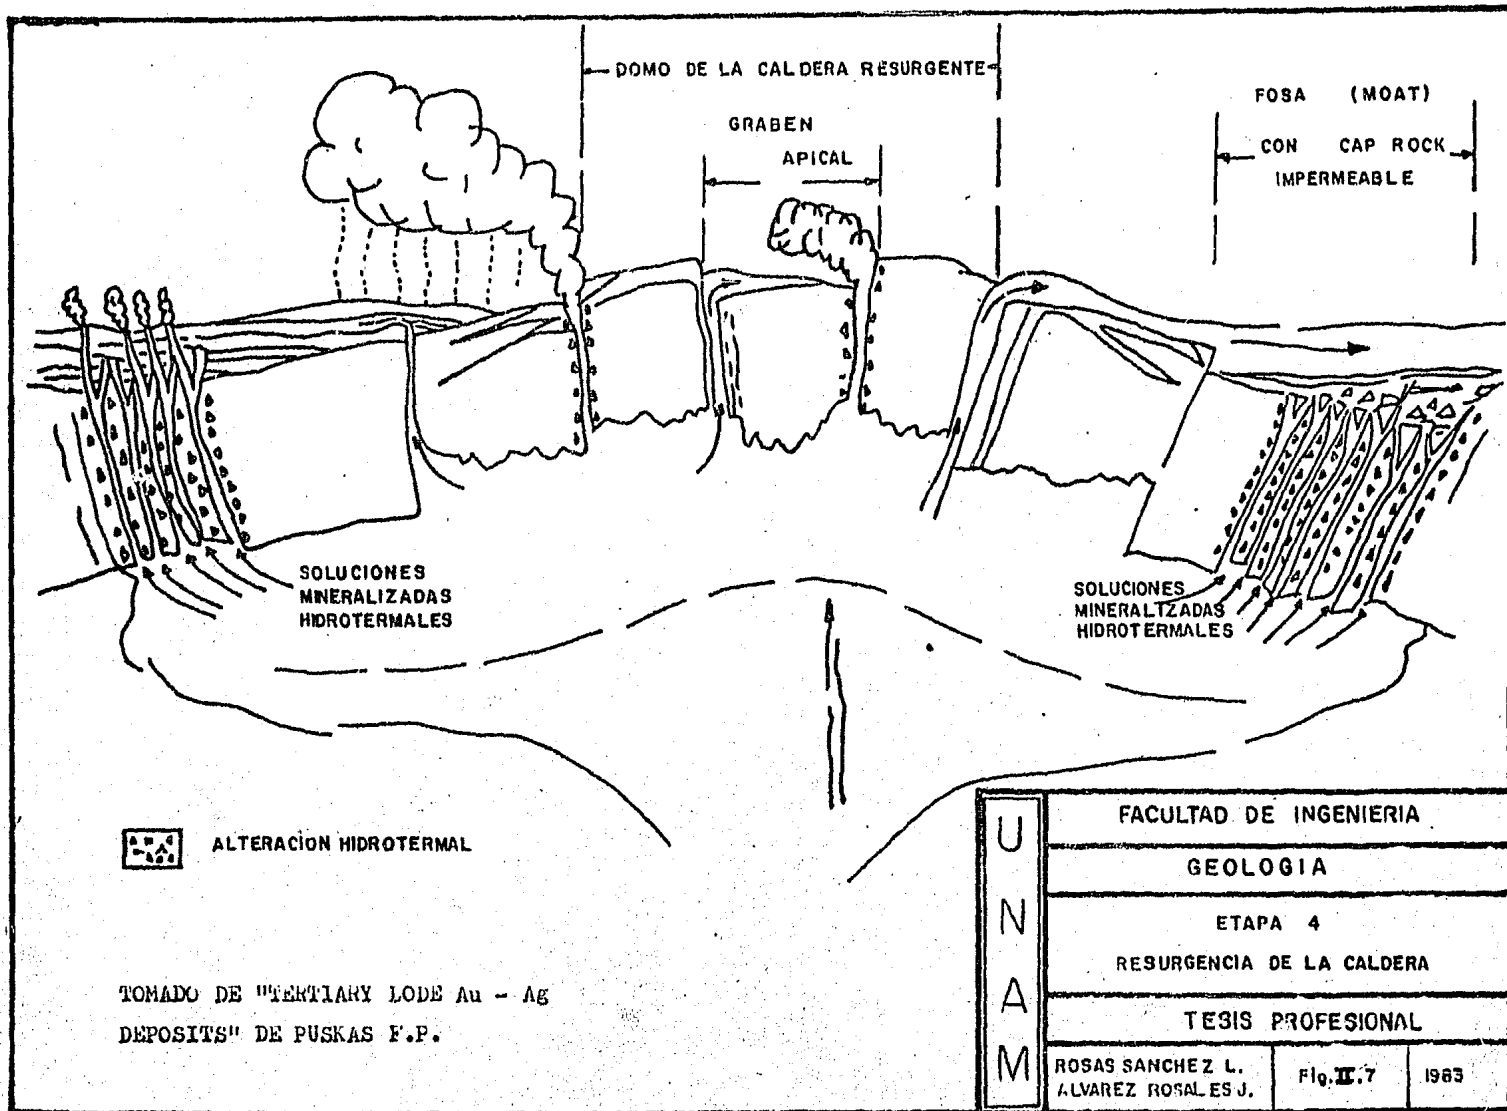 DOMO DE LA CALDERA RESURGENTE
GRABEN
APICAL
FOSA (MOAT)
CON CAP ROCK
IMPERMEABLE
SOLUCIONES
MINERALIZADAS
HIDROTERMALES
SOLUCIONES
MINERALIZADAS
HIDROTERMALES
ALTERACION HIDROTERMAL
TOMADO DE "TERTIARY LODE Au - Ag
DEPOSITS" DE PUSKAS F.P.
UNAM
FACULTAD DE INGENIERIA
GEOLOGIA
ETAPA 4
RESURGENCIA DE LA CALDERA
TESIS PROFESIONAL
ROSAS SANCHEZ L.
ALVAREZ ROSALES J.
Fig.II.7
1983